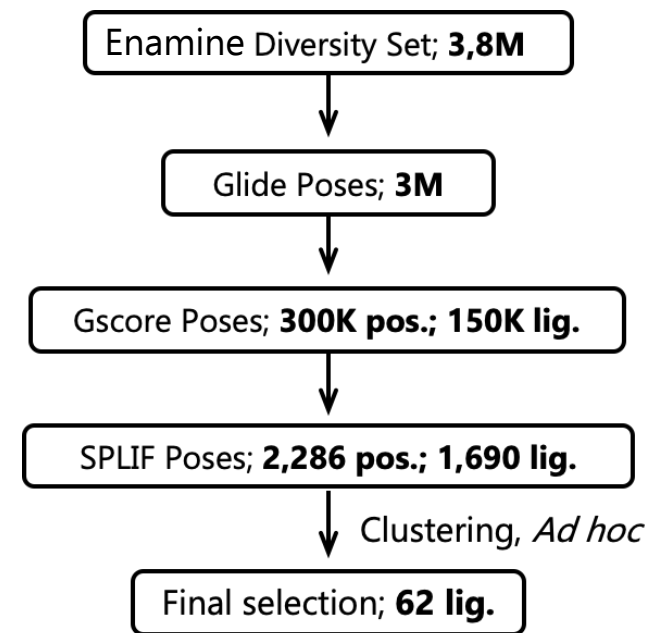 Enamine Diversity Set; 3,8M
Glide Poses; 3M
Gscore Poses; 300K pos.; 150K lig.
SPLIF Poses; 2,286 pos.; 1,690 lig.
Clustering, Ad hoc
Final selection; 62 lig.